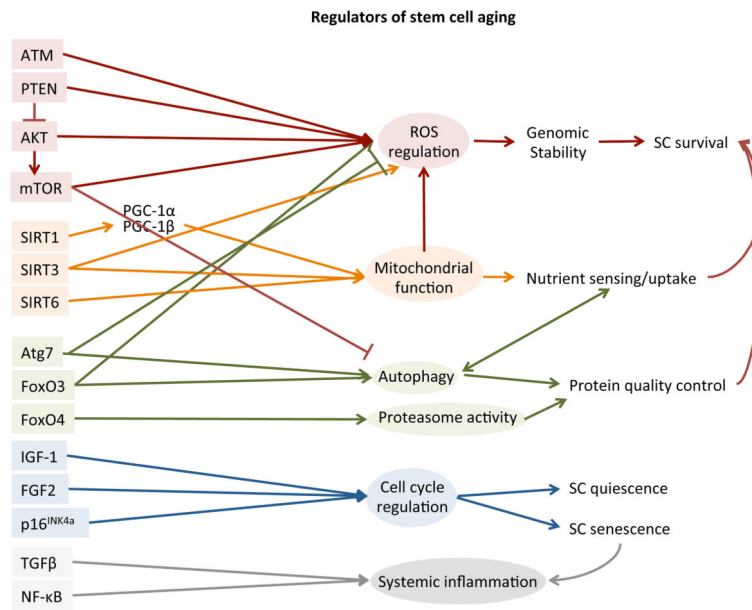 Regulators of stem cell aging
ATM
PTEN
AKT
mTOR
SIRT1
SIRT3
SIRT6
Atg7
FoxO3
FoxO4
IGF-1
FGF2
p16INK4a
TGFβ
NF-κB
PGC-1α
PGC-1β
ROS
regulation
Mitochondrial
function
Autophagy
Proteasome activity
Cell cycle
regulation
Systemic inflammation
Genomic
Stability
SC survival
Nutrient sensing/uptake
Protein quality control
SC quiescence
SC senescence